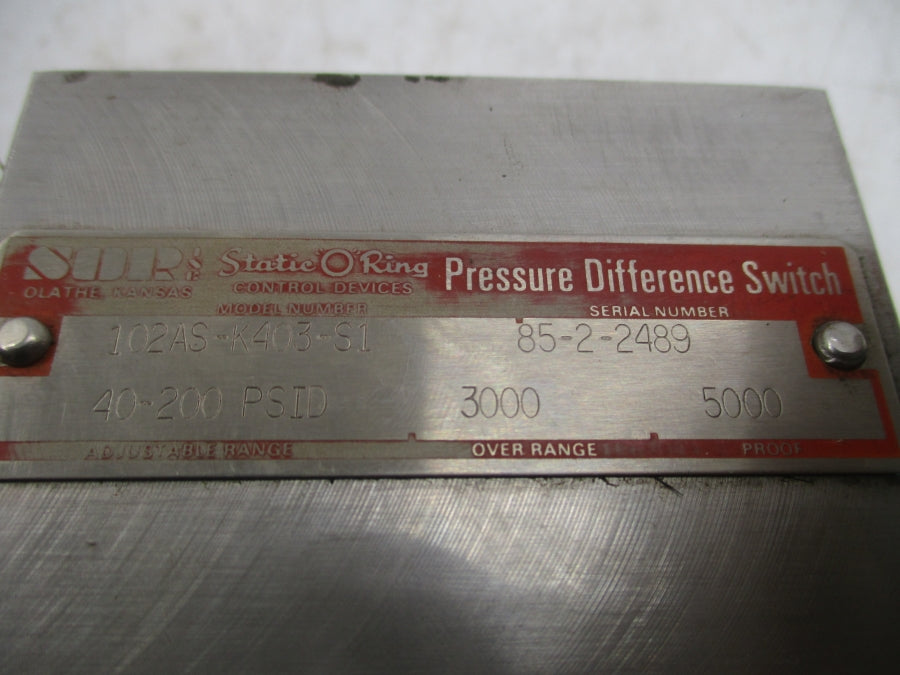 SOR INC. Static "O" Ring Pressure Difference Switch
OLATHE, KANSAS CONTROL DEVICES
MODEL NUMBER SERIAL NUMBER
102AS-K403-S1 85-2-2489
40-200 PSID 3000 5000
ADJUSTABLE RANGE OVER RANGE PROOF